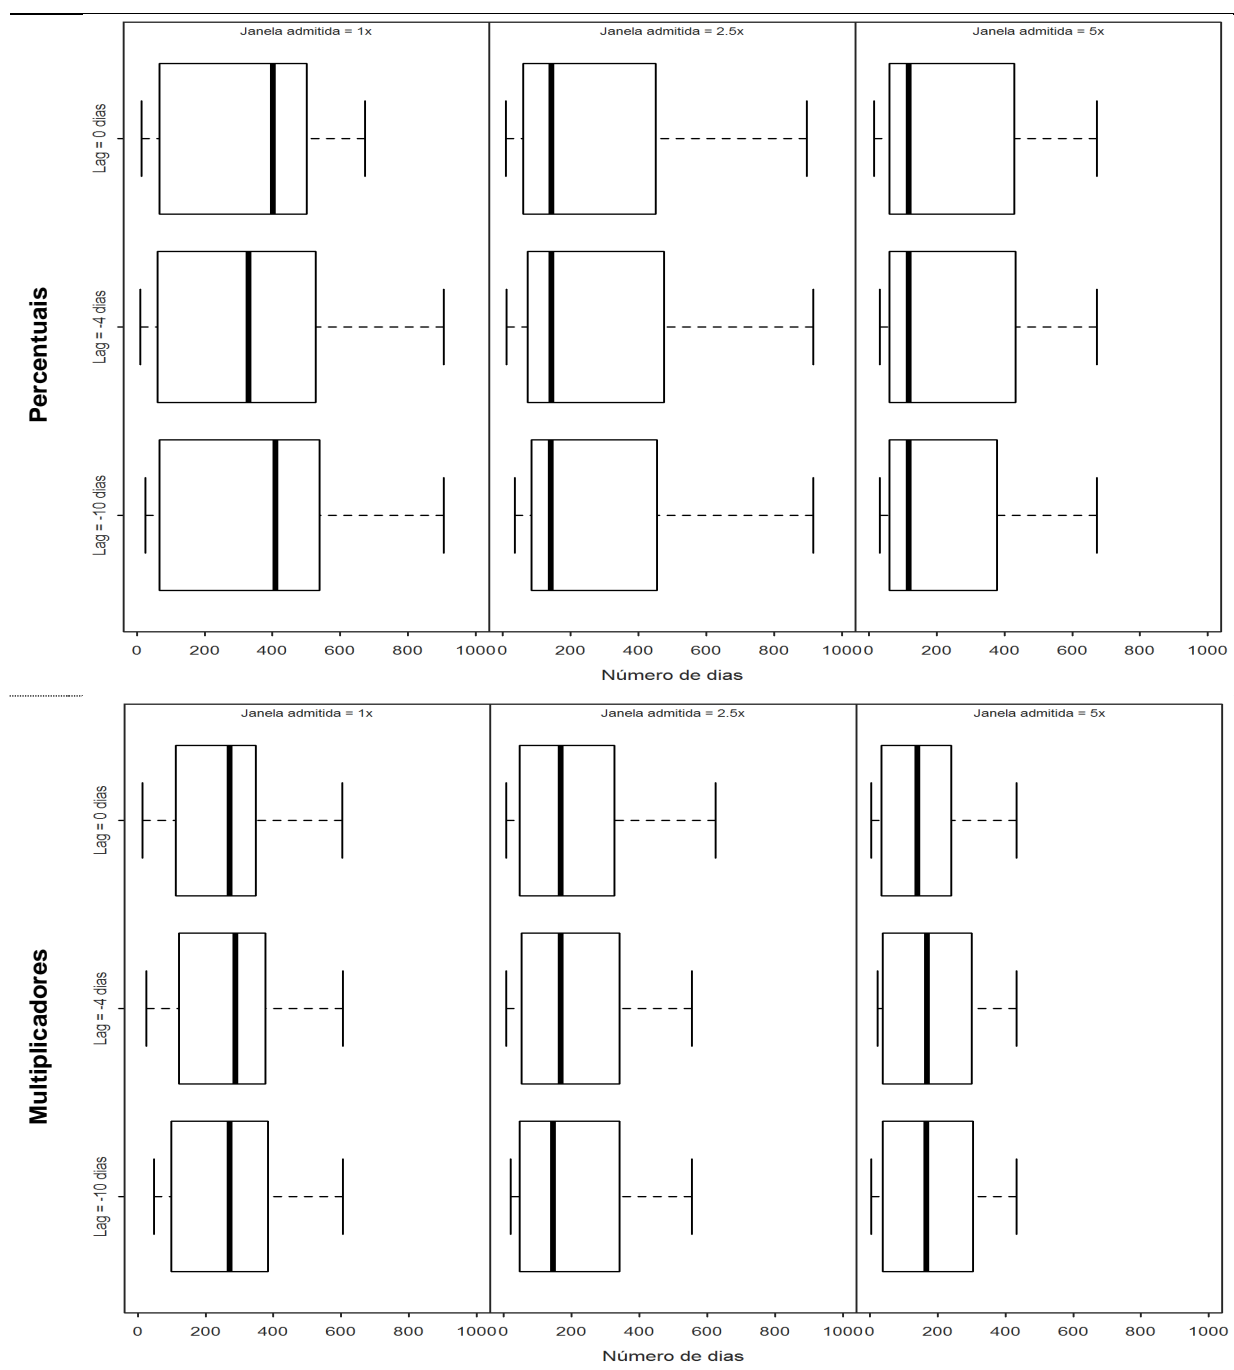 Percentuais
Janela admitida = 1x
Janela admitida = 2.5x
Janela admitida = 5x
Lag = 0 dias
Lag = -4 dias
Lag = -10 dias
0 200 400 600 800 1000
0 200 400 600 800 1000
0 200 400 600 800 1000
Número de dias
Multiplicadores
Janela admitida = 1x
Janela admitida = 2.5x
Janela admitida = 5x
Lag = 0 dias
Lag = -4 dias
Lag = -10 dias
0 200 400 600 800 1000
0 200 400 600 800 1000
0 200 400 600 800 1000
Número de dias